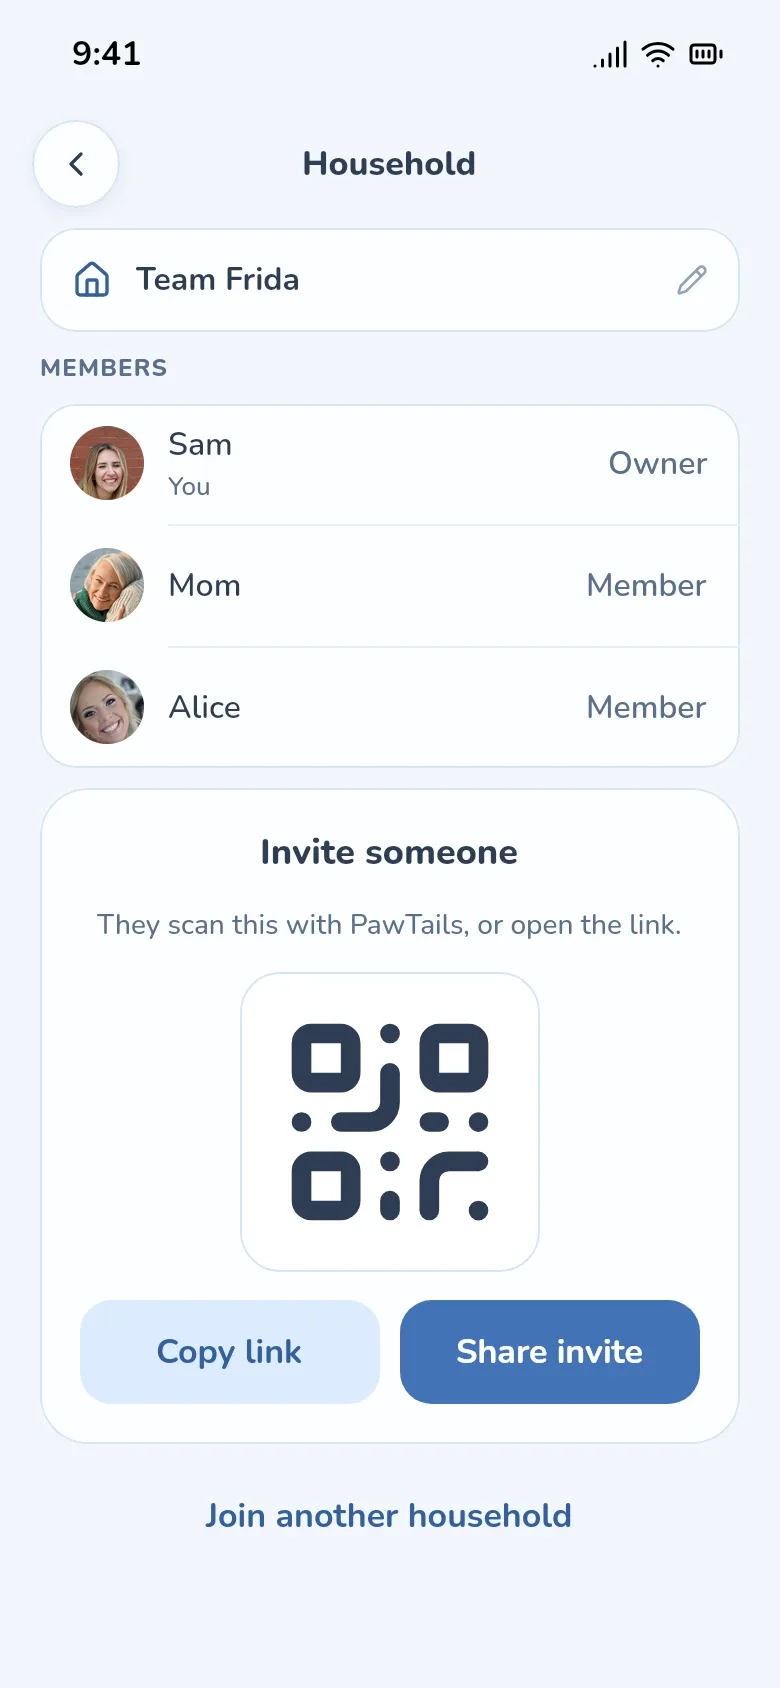 9:41
Household
Team Frida
MEMBERS
Sam
You
Owner
Mom
Member
Alice
Member
Invite someone
They scan this with PawTails, or open the link.
Copy link
Share invite
Join another household